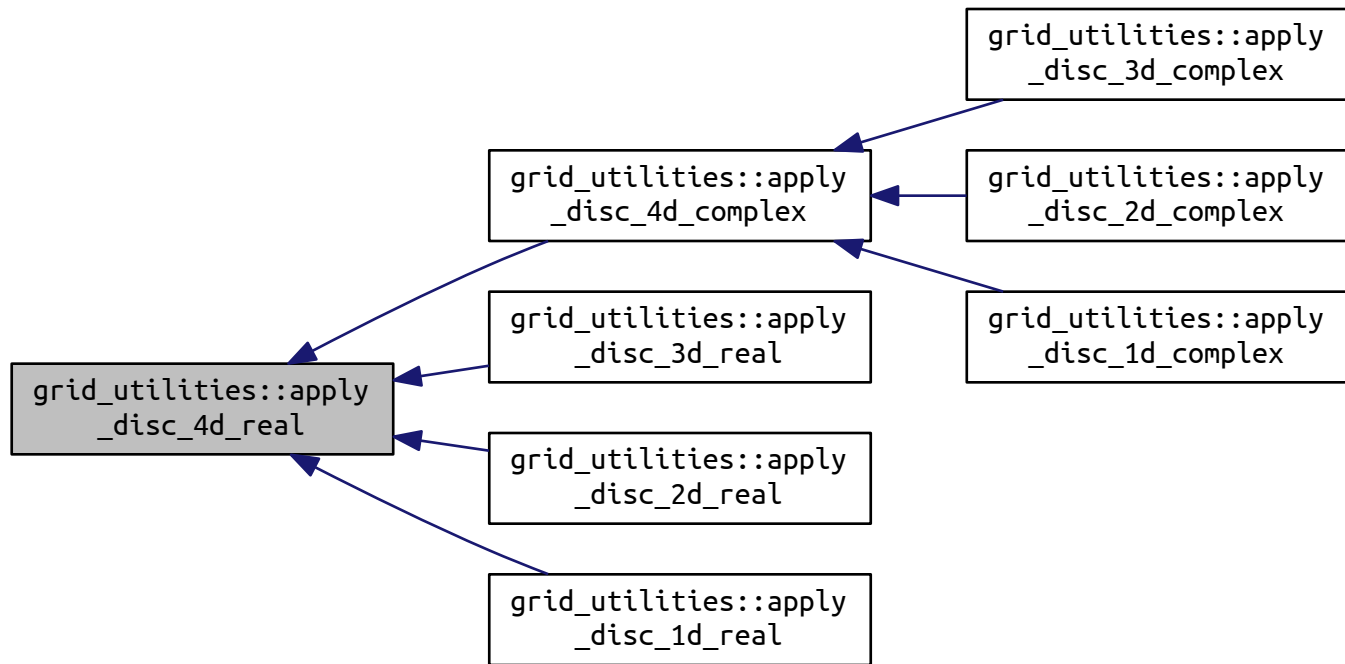 grid_utilities::apply
_disc_3d_complex
grid_utilities::apply
_disc_4d_complex
grid_utilities::apply
_disc_2d_complex
grid_utilities::apply
_disc_3d_real
grid_utilities::apply
_disc_1d_complex
grid_utilities::apply
_disc_4d_real
grid_utilities::apply
_disc_2d_real
grid_utilities::apply
_disc_1d_real